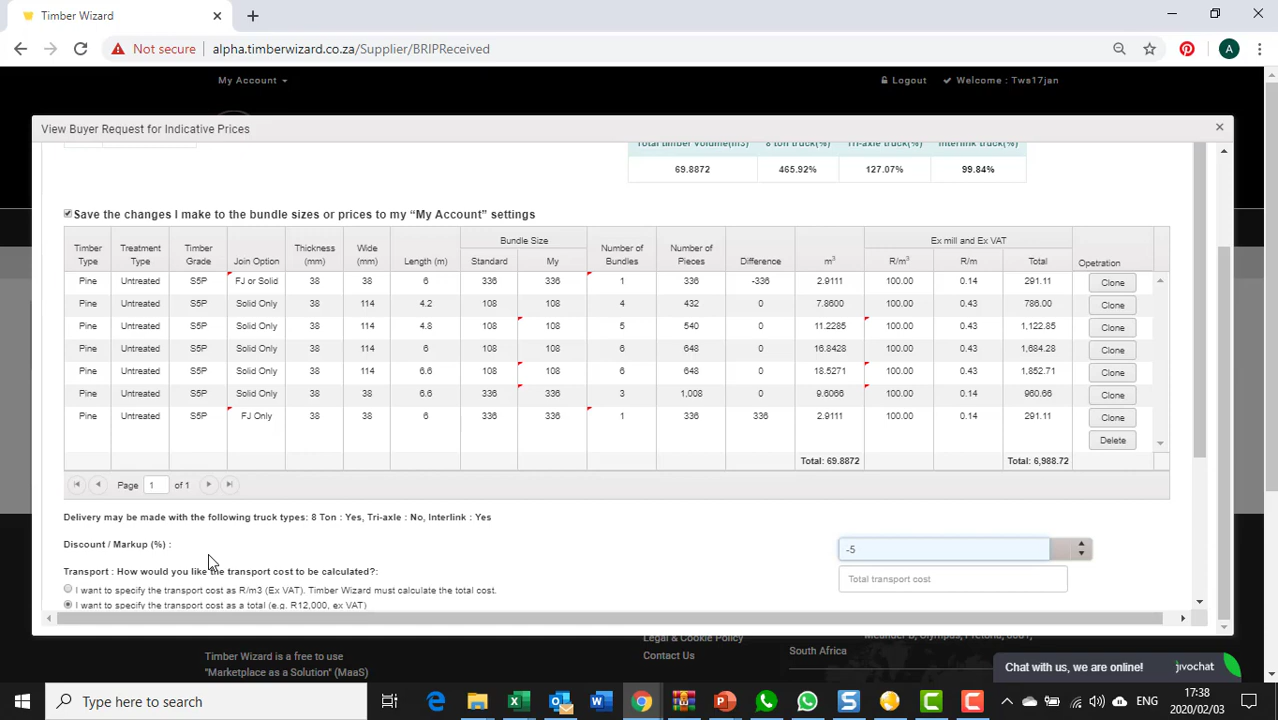 Timber Wizard
Not secure alpha.timberwizard.co.za/Supplier/BRIPReceived A
My Account Logout Welcome : Tws17jan
View Buyer Request for Indicative Prices
Total timber volume(m3) 8 ton truck(%) Tri-axle truck(%) Interlink truck(%)
69.8872 465.92% 127.07% 99.84%
Save the changes I make to the bundle sizes or prices to my “My Account” settings
Bundle Size Ex mill and Ex VAT
Timber Type Treatment Type Timber Grade Join Option Thickness (mm) Wide (mm) Length (m) Standard My Number of Bundles Number of Pieces Difference m³ R/m³ R/m Total Opetration
Pine Untreated S5P FJ or Solid 38 38 6 336 336 1 336 -336 2.9111 100.00 0.14 291.11 Clone
Pine Untreated S5P Solid Only 38 114 4.2 108 108 4 432 0 7.8600 100.00 0.43 786.00 Clone
Pine Untreated S5P Solid Only 38 114 4.8 108 108 5 540 0 11.2285 100.00 0.43 1,122.85 Clone
Pine Untreated S5P Solid Only 38 114 6 108 108 6 648 0 16.8428 100.00 0.43 1,684.28 Clone
Pine Untreated S5P Solid Only 38 114 6.6 108 108 6 648 0 18.5271 100.00 0.43 1,852.71 Clone
Pine Untreated S5P Solid Only 38 38 6.6 336 336 3 1,008 0 9.6066 100.00 0.14 960.66 Clone
Pine Untreated S5P FJ Only 38 38 6 336 336 1 336 336 2.9111 100.00 0.14 291.11 Clone
Delete
Total: 69.8872 Total: 6,988.72
Page 1 of 1
Delivery may be made with the following truck types: 8 Ton : Yes, Tri-axle : No, Interlink : Yes
Discount / Markup (%) : -5
Transport : How would you like the transport cost to be calculated?: Total transport cost
I want to specify the transport cost as R/m3 (Ex VAT). Timber Wizard must calculate the total cost.
I want to specify the transport cost as a total (e.g. R12,000, ex VAT)
Legal & Cookie Policy
Timber Wizard is a free to use South Africa
"Marketplace as a Solution" (MaaS) Contact Us
Chat with us, we are online! jivochat
Type here to search ENG 17:38
2020/02/03